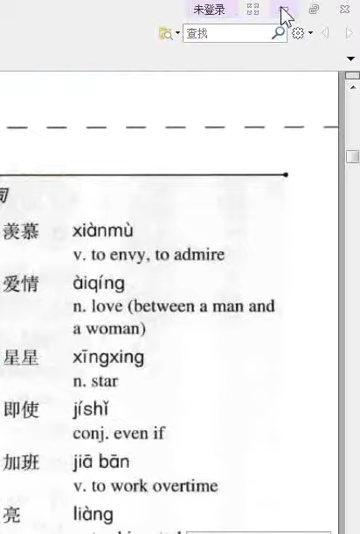 未登录
查找
羡慕 xiànmù
v. to envy, to admire
爱情 àiqíng
n. love (between a man and
a woman)
星星 xīngxing
n. star
即使 jíshǐ
conj. even if
加班 jiā bān
v. to work overtime
亮 liàng